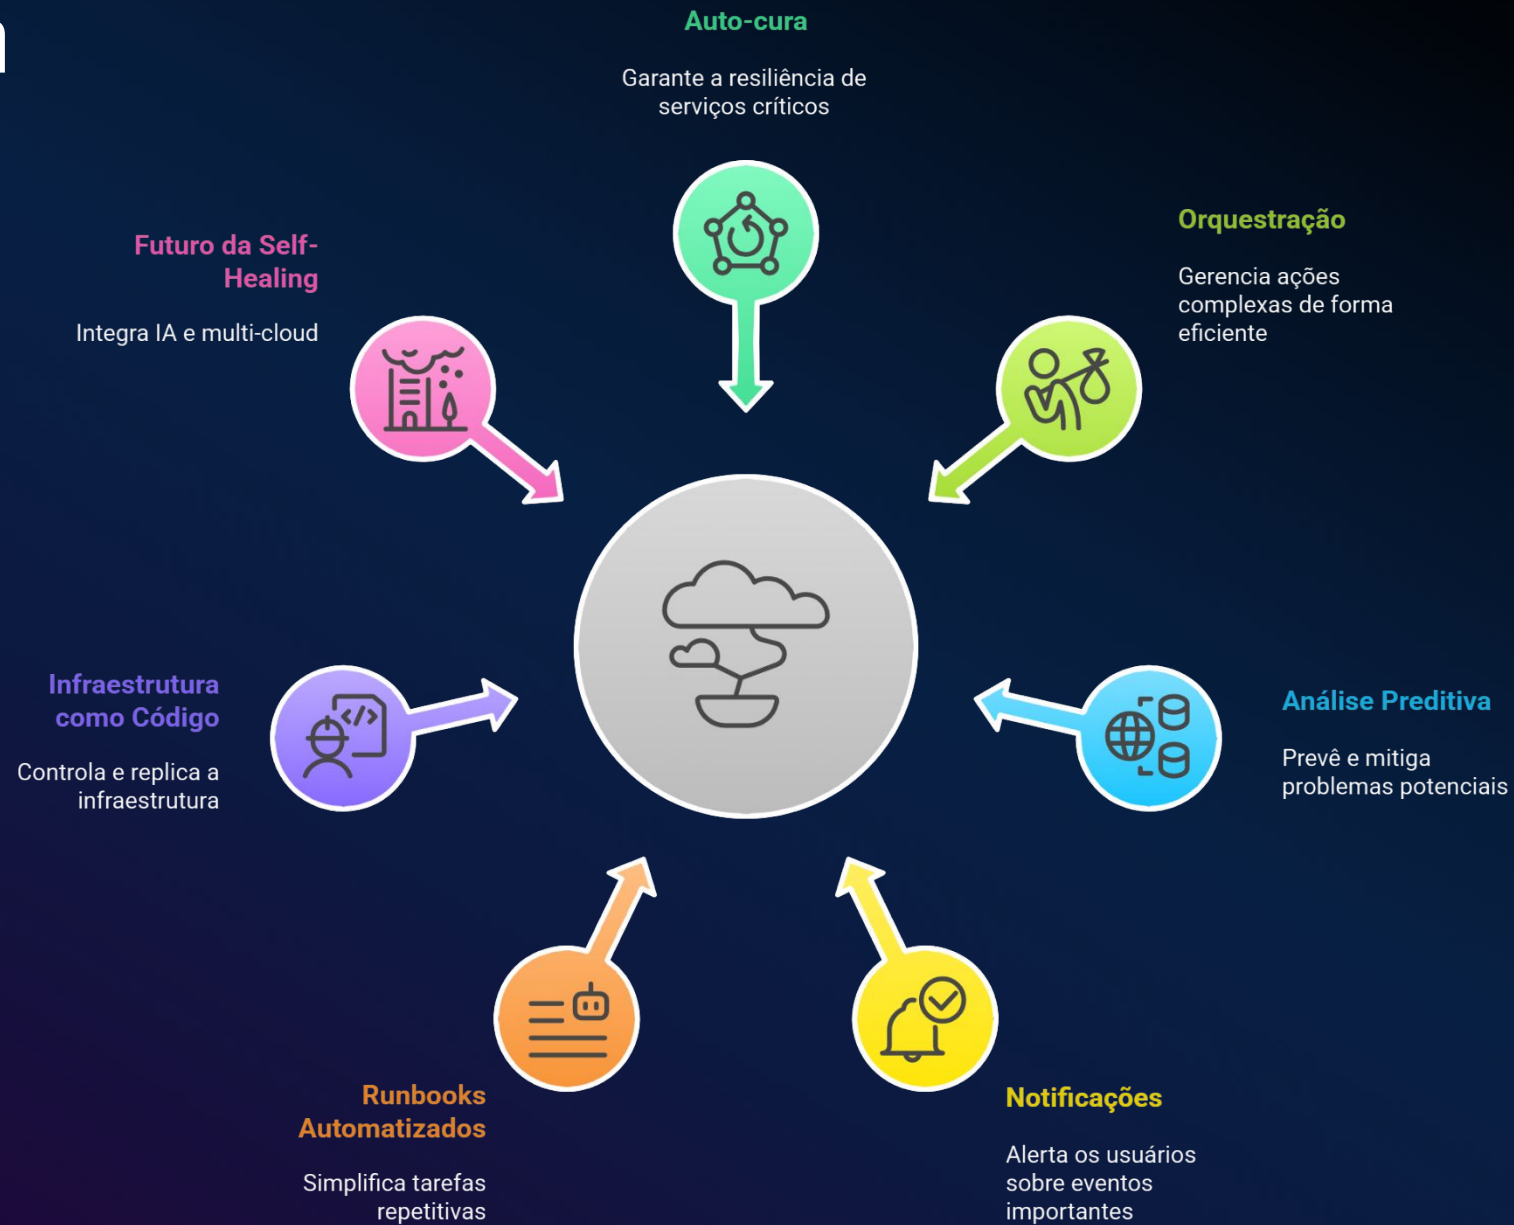 Auto-cura
Garante a resiliência de
serviços críticos
Orquestração
Gerencia ações
complexas de forma
eficiente
Futuro da Self-
Healing
Integra IA e multi-cloud
Infraestrutura
como Código
Controla e replica a
infraestrutura
Análise Preditiva
Prevê e mitiga
problemas potenciais
Runbooks
Automatizados
Simplifica tarefas
repetitivas
Notificações
Alerta os usuários
sobre eventos
importantes